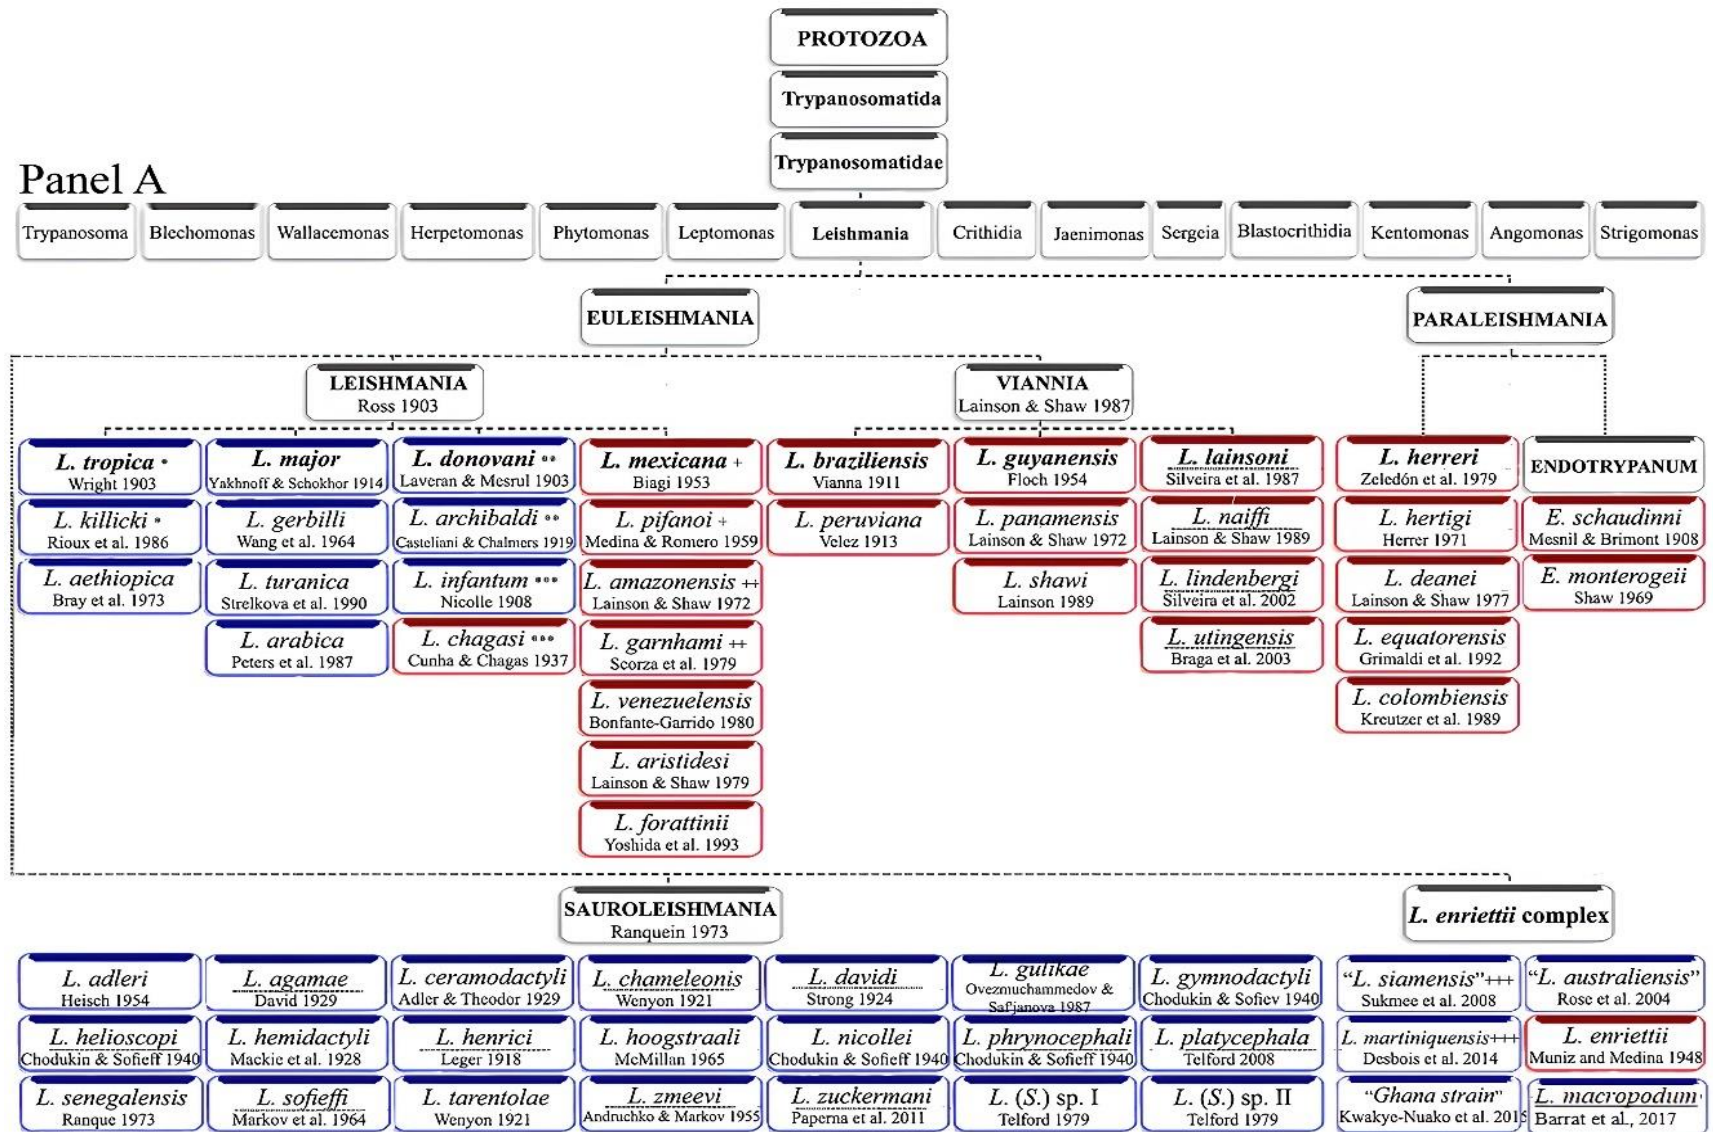 PROTOZOA
Trypanosomatida
Trypanosomatidae
Panel A
Trypanosoma
Blechomonas
Wallacemonas
Herpetomonas
Phytomonas
Leptomonas
Leishmania
Crithidia
Jaenimonas
Sergeia
Blastocrithidia
Kentomonas
Angomonas
Strigomonas
EULEISHMANIA
PARALEISHMANIA
LEISHMANIA
Ross 1903
VIANNIA
Lainson & Shaw 1987
L. tropica *
Wright 1903
L. killicki *
Rioux et al. 1986
L. aethiopica
Bray et al. 1973
L. major
Yakhnoff & Schokhor 1914
L. gerbilli
Wang et al. 1964
L. turanica
Strelkova et al. 1990
L. arabica
Peters et al. 1987
L. donovani **
Laveran & Mesrul 1903
L. archibaldi **
Casteliani & Chalmers 1919
L. infantum ***
Nicolle 1908
L. chagasi ***
Cunha & Chagas 1937
L. mexicana +
Biagi 1953
L. pifanoi +
Medina & Romero 1959
L. amazonensis ++
Lainson & Shaw 1972
L. garnhami ++
Scorza et al. 1979
L. venezuelensis
Bonfante-Garrido 1980
L. aristidesi
Lainson & Shaw 1979
L. forattinii
Yoshida et al. 1993
L. braziliensis
Vianna 1911
L. peruviana
Velez 1913
L. guyanensis
Floch 1954
L. panamensis
Lainson & Shaw 1972
L. shawi
Lainson 1989
L. lainsoni
Silveira et al. 1987
L. naiffi
Lainson & Shaw 1989
L. lindenbergi
Silveira et al. 2002
L. utingensis
Braga et al. 2003
L. herreri
Zeledón et al. 1979
L. hertigi
Herrer 1971
L. deanei
Lainson & Shaw 1977
L. equatorensis
Grimaldi et al. 1992
L. colombiensis
Kreutzer et al. 1989
ENDOTRYPANUM
E. schaudinni
Mesnil & Brimont 1908
E. monterogeii
Shaw 1969
SAUROLEISHMANIA
Ranquein 1973
L. enriettii complex
L. adleri
Heisch 1954
L. agamae
David 1929
L. ceramodactyli
Adler & Theodor 1929
L. chameleonis
Wenyon 1921
L. davidi
Strong 1924
L. gulikae
Ovezmuchammedov &
Safjanova 1987
L. gymnodactyli
Chodukin & Sofiev 1940
“L. siamensis”+++
Sukmee et al. 2008
“L. australiensis”
Rose et al. 2004
L. helioscopi
Chodukin & Sofieff 1940
L. hemidactyli
Mackie et al. 1928
L. henrici
Leger 1918
L. hoogstraali
McMillan 1965
L. nicollei
Chodukin & Sofieff 1940
L. phrynocephali
Chodukin & Sofieff 1940
L. platycephala
Telford 2008
L. martiniquensis+++
Desbois et al. 2014
L. enriettii
Muniz and Medina 1948
L. senegalensis
Ranque 1973
L. sofieffi
Markov et al. 1964
L. tarentolae
Wenyon 1921
L. zmeevi
Andruchko & Markov 1955
L. zuckermani
Paperna et al. 2011
L. (S.) sp. I
Telford 1979
L. (S.) sp. II
Telford 1979
“Ghana strain”
Kwakye-Nuako et al. 2015
L. macropodum
Barrat et al., 2017